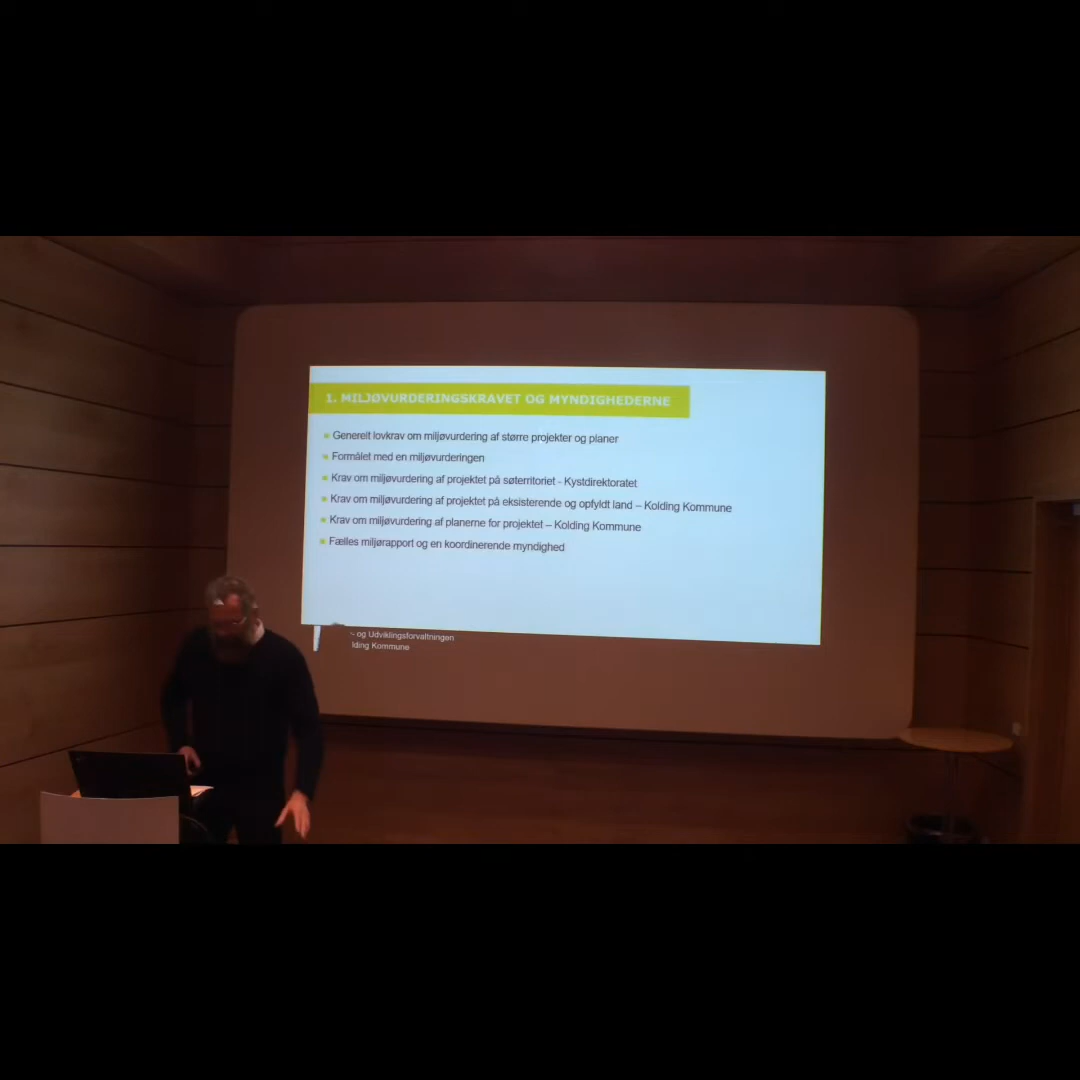 1. MILJØVURDERINGSKRAVET OG MYNDIGHEDERNE
Generelt lovkrav om miljøvurdering af større projekter og planer
Formålet med en miljøvurderingen
Krav om miljøvurdering af projektet på søterritoriet - Kystdirektoratet
Krav om miljøvurdering af projektet på eksisterende og opfyldt land – Kolding Kommune
Krav om miljøvurdering af planerne for projektet – Kolding Kommune
Fælles miljørapport og en koordinerende myndighed
- og Udviklingsforvaltningen
lding Kommune